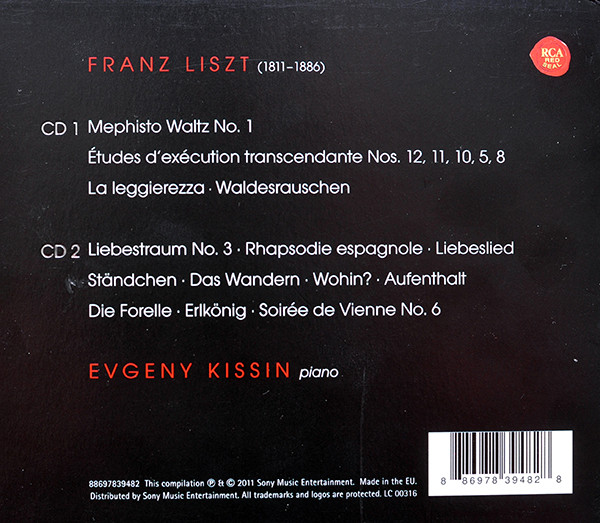 FRANZ LISZT (1811–1886)
RCA
RED
SEAL
CD 1 Mephisto Waltz No. 1
Études d'exécution transcendante Nos. 12, 11, 10, 5, 8
La leggierezza · Waldesrauschen
CD 2 Liebestraum No. 3 · Rhapsodie espagnole · Liebeslied
Ständchen · Das Wandern · Wohin? · Aufenthalt
Die Forelle · Erlkönig · Soirée de Vienne No. 6
EVGENY KISSIN piano
88697839482 This compilation ℗ & © 2011 Sony Music Entertainment. Made in the EU.
Distributed by Sony Music Entertainment. All trademarks and logos are protected. LC 00316
8 86978 39482 8